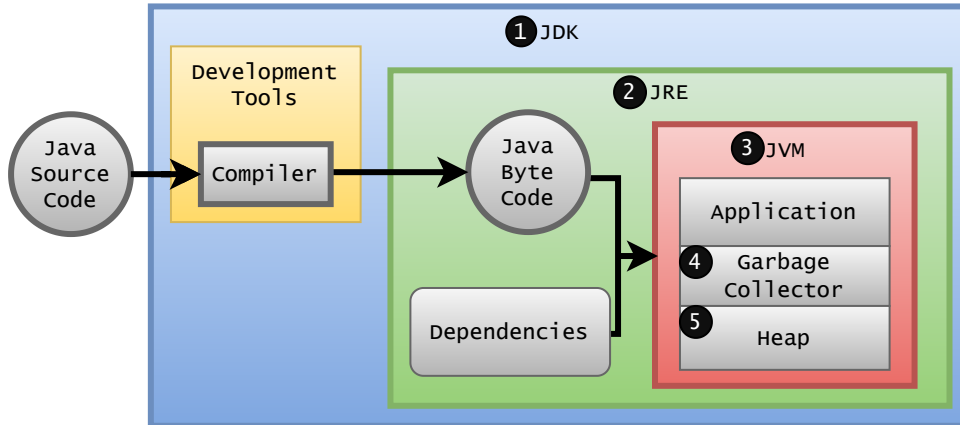 1 JDK
Development
Tools
2 JRE
Java
Source
Code
Compiler
Java
Byte
Code
3 JVM
Application
4 Garbage
Collector
5 Heap
Dependencies